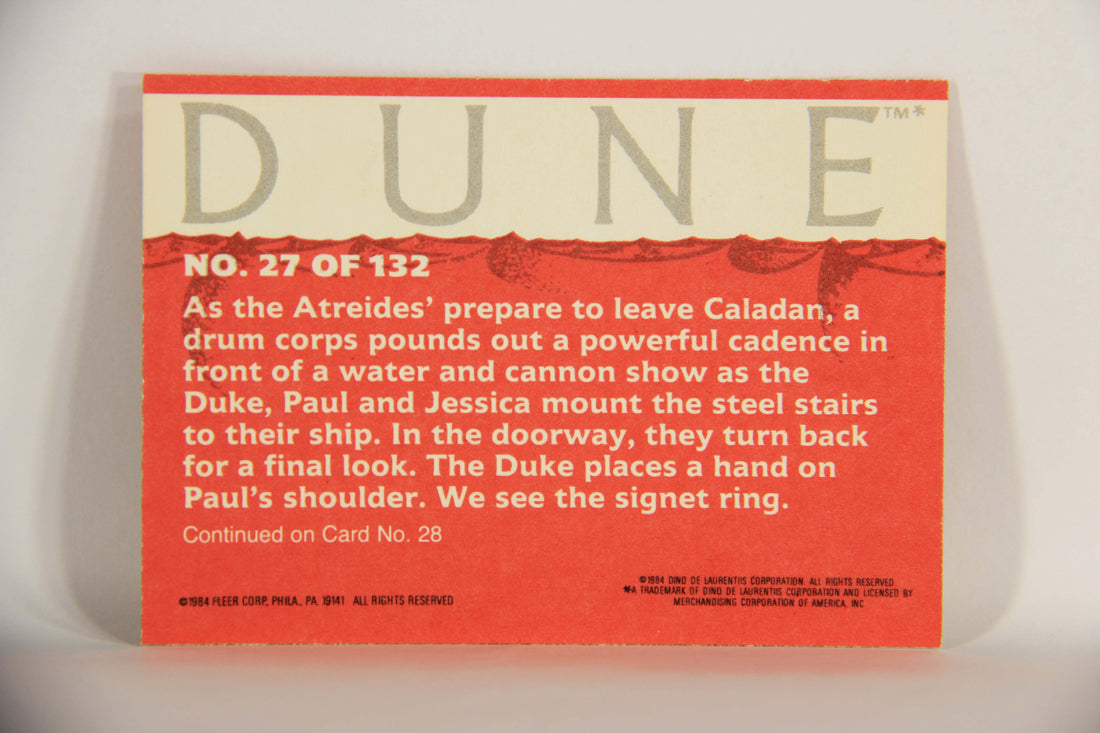 DUNE™*
NO. 27 OF 132
As the Atreides' prepare to leave Caladan, a
drum corps pounds out a powerful cadence in
front of a water and cannon show as the
Duke, Paul and Jessica mount the steel stairs
to their ship. In the doorway, they turn back
for a final look. The Duke places a hand on
Paul's shoulder. We see the signet ring.
Continued on Card No. 28
©1984 FLEER CORP., PHILA., PA. 19141 ALL RIGHTS RESERVED
©1984 DINO DE LAURENTIIS CORPORATION. ALL RIGHTS RESERVED.
*A TRADEMARK OF DINO DE LAURENTIIS CORPORATION AND LICENSED BY
MERCHANDISING CORPORATION OF AMERICA, INC.